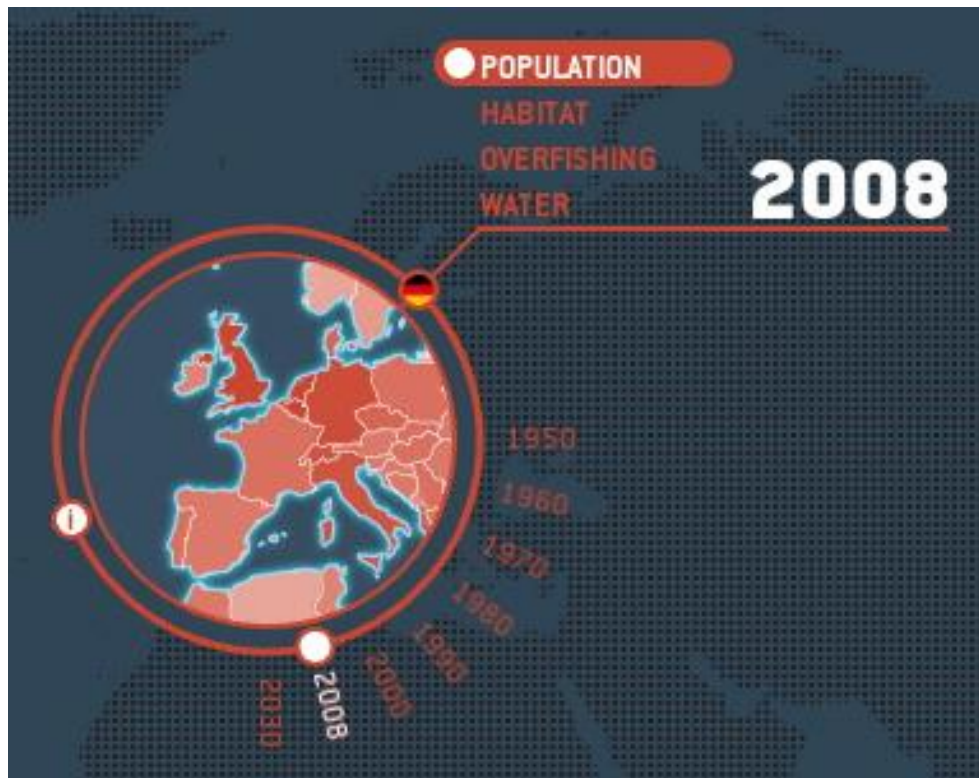 POPULATION
HABITAT
OVERFISHING
WATER
2008
1950
1960
1970
1980
1990
2000
2008
2030
i